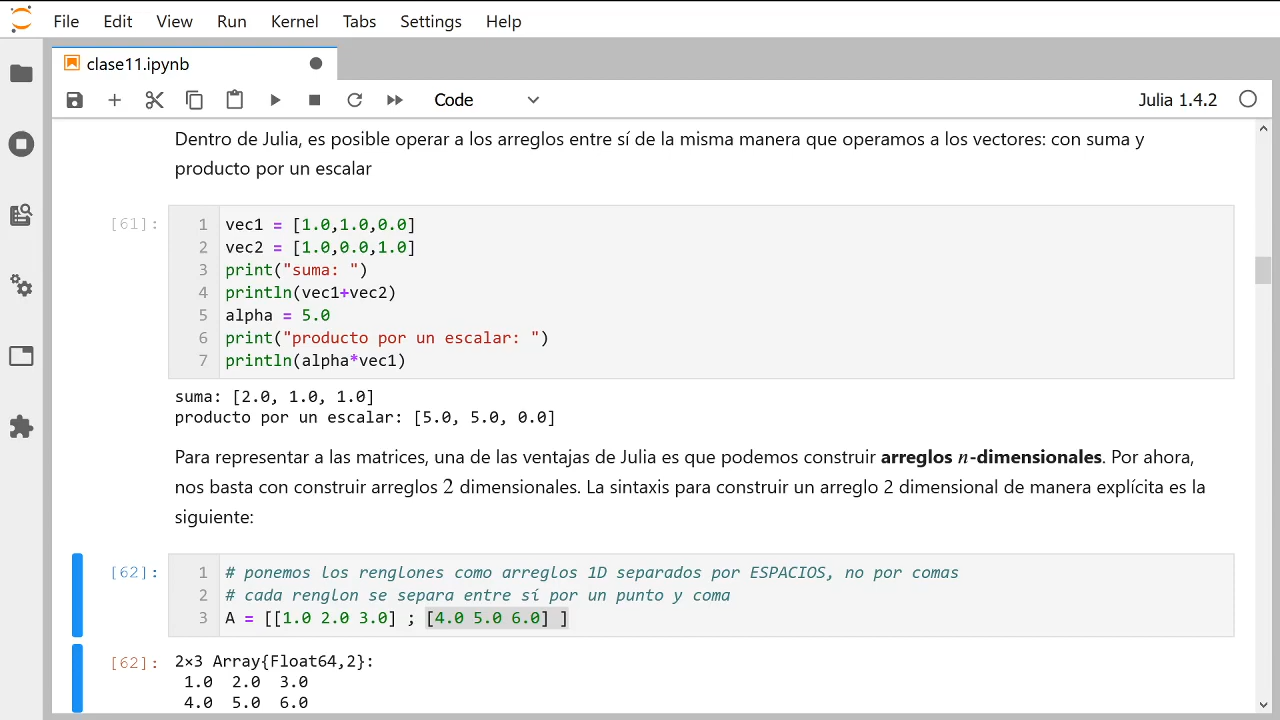 File Edit View Run Kernel Tabs Settings Help
clase11.ipynb
Code Julia 1.4.2
Dentro de Julia, es posible operar a los arreglos entre sí de la misma manera que operamos a los vectores: con suma y
producto por un escalar
[61]:
1 vec1 = [1.0,1.0,0.0]
2 vec2 = [1.0,0.0,1.0]
3 print("suma: ")
4 println(vec1+vec2)
5 alpha = 5.0
6 print("producto por un escalar: ")
7 println(alpha*vec1)
suma: [2.0, 1.0, 1.0]
producto por un escalar: [5.0, 5.0, 0.0]
Para representar a las matrices, una de las ventajas de Julia es que podemos construir arreglos n-dimensionales. Por ahora,
nos basta con construir arreglos 2 dimensionales. La sintaxis para construir un arreglo 2 dimensional de manera explícita es la
siguiente:
[62]:
1 # ponemos los renglones como arreglos 1D separados por ESPACIOS, no por comas
2 # cada renglon se separa entre sí por un punto y coma
3 A = [[1.0 2.0 3.0] ; [4.0 5.0 6.0] ]
[62]: 2×3 Array{Float64,2}:
1.0 2.0 3.0
4.0 5.0 6.0